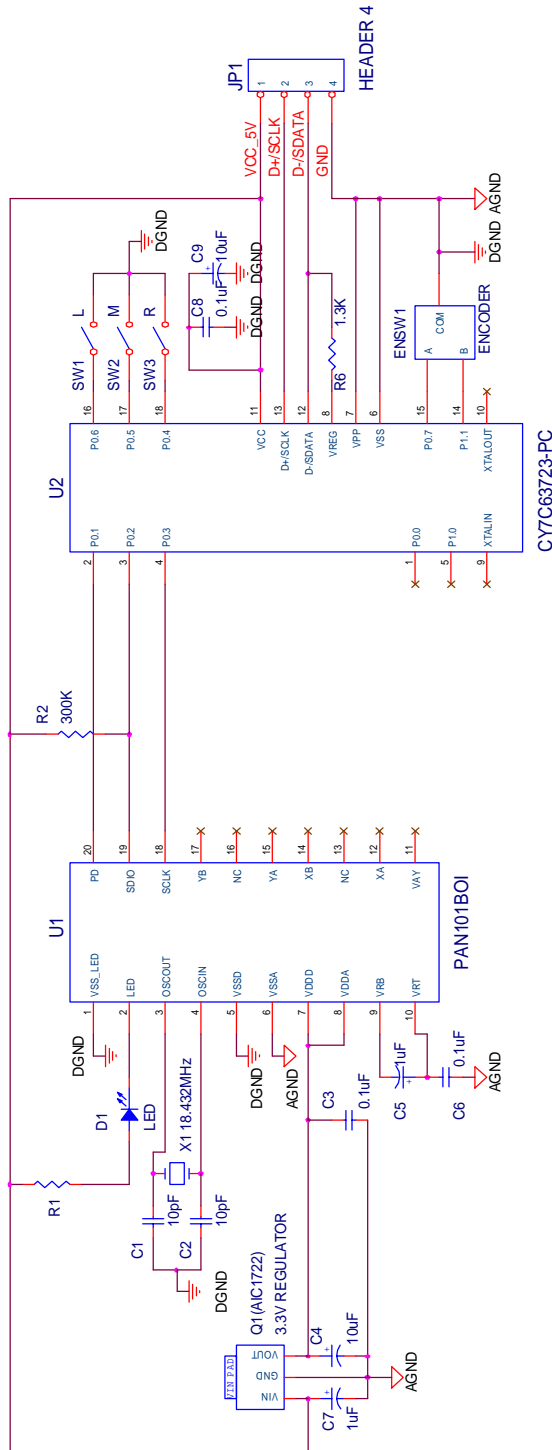 R1
D1
LED
R2
300K
C1
10pF
C2
10pF
X1 18.432MHz
DGND
U1
PAN101BOI
1
VSS_LED
2
LED
3
OSCOUT
4
OSCIN
5
VSSD
6
VSSA
7
VDDD
8
VDDA
9
VRB
10
VRT
20
PD
19
SDIO
18
SCLK
17
YB
16
NC
15
YA
14
XB
13
NC
12
XA
11
VAY
DGND
DGND
AGND
C3
0.1uF
C5
1uF
C6
0.1uF
AGND
Q1(AIC1722)
3.3V REGULATOR
VIN PAD
VIN
GND
VOUT
C7
1uF
C4
10uF
AGND
U2
CY7C63723-PC
2
P0.1
3
P0.2
4
P0.3
1
P0.0
5
P1.0
9
XTALIN
16
P0.6
17
P0.5
18
P0.4
11
VCC
13
D+/SCLK
12
D-/SDATA
8
VREG
7
VPP
6
VSS
15
P0.7
14
P1.1
10
XTALOUT
SW1
L
SW2
M
SW3
R
DGND
C8
0.1uF
DGND
C9
10uF
DGND
R6
1.3K
ENSW1
A
B
COM
ENCODER
DGND
AGND
VCC_5V
D+/SCLK
D-/SDATA
GND
JP1
1
2
3
4
HEADER 4